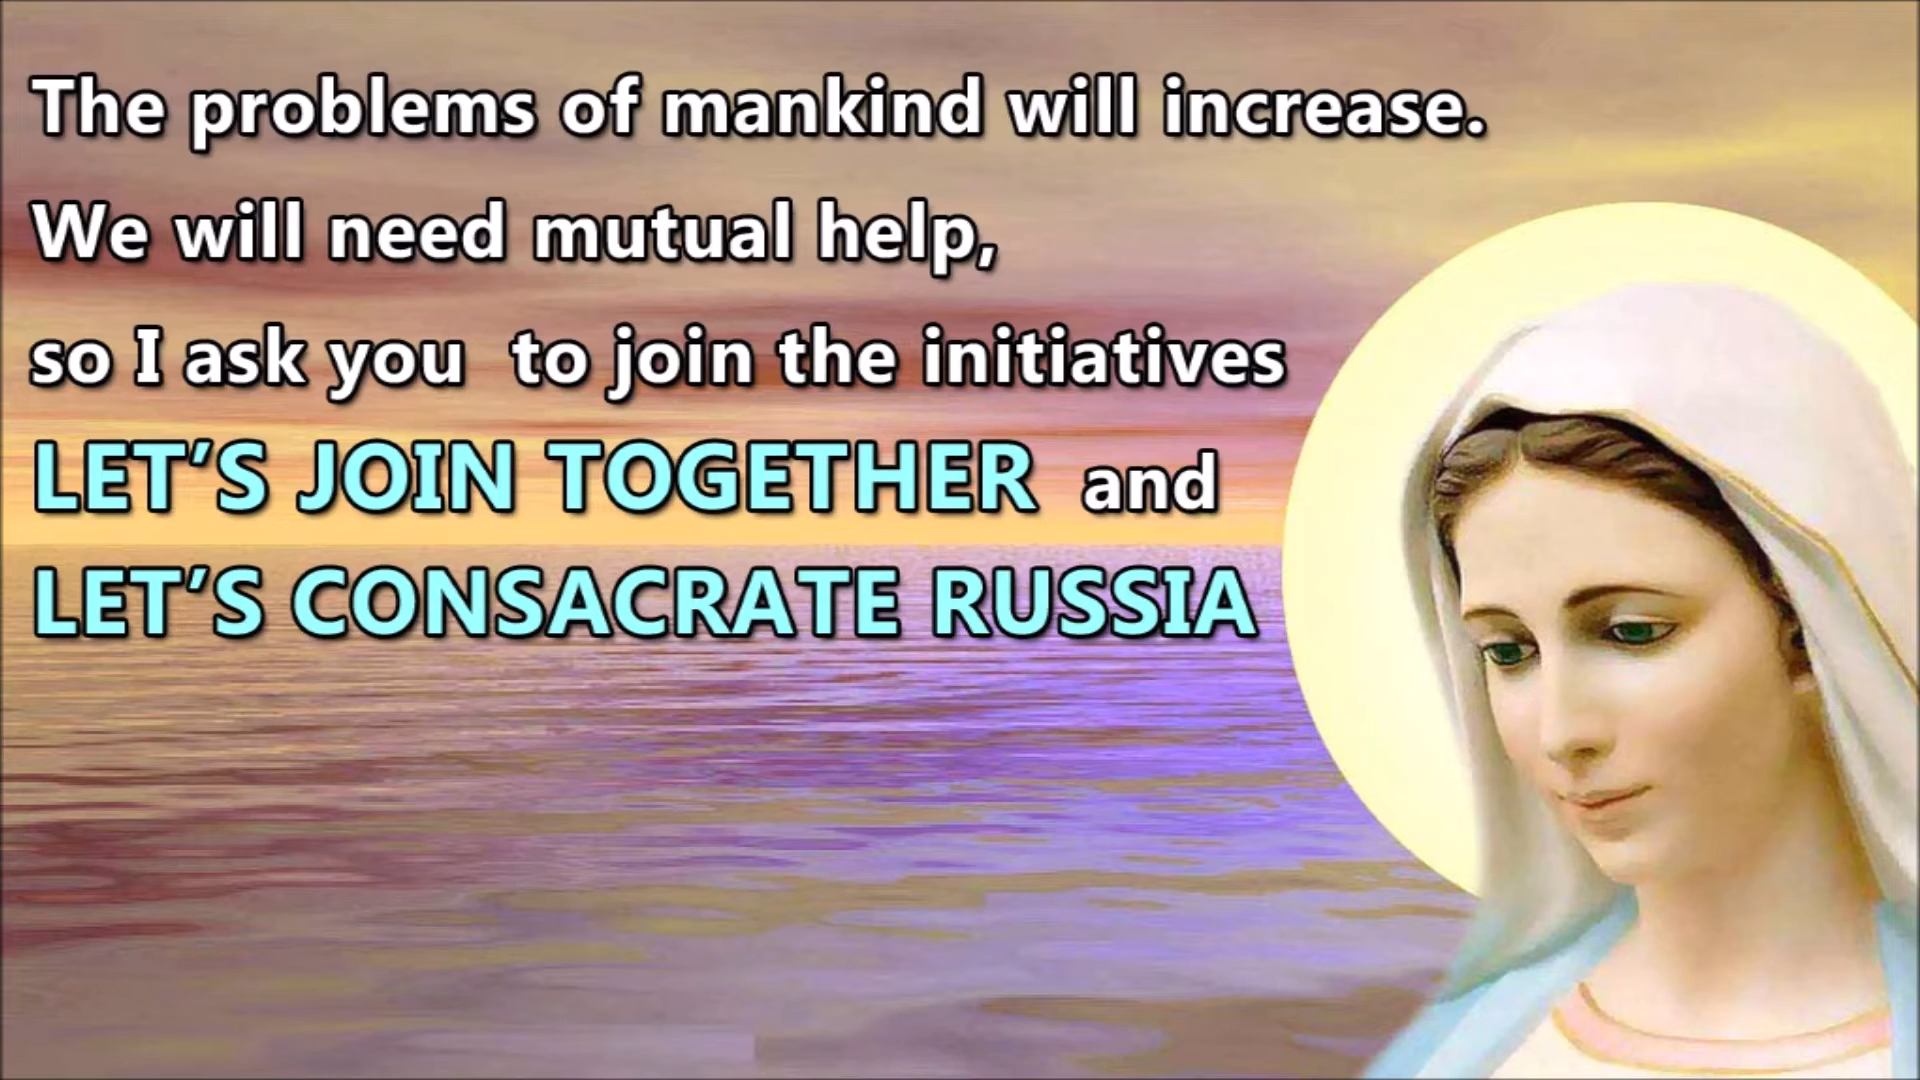 The problems of mankind will increase.
We will need mutual help,
so I ask you to join the initiatives
LET’S JOIN TOGETHER and
LET’S CONSACRATE RUSSIA